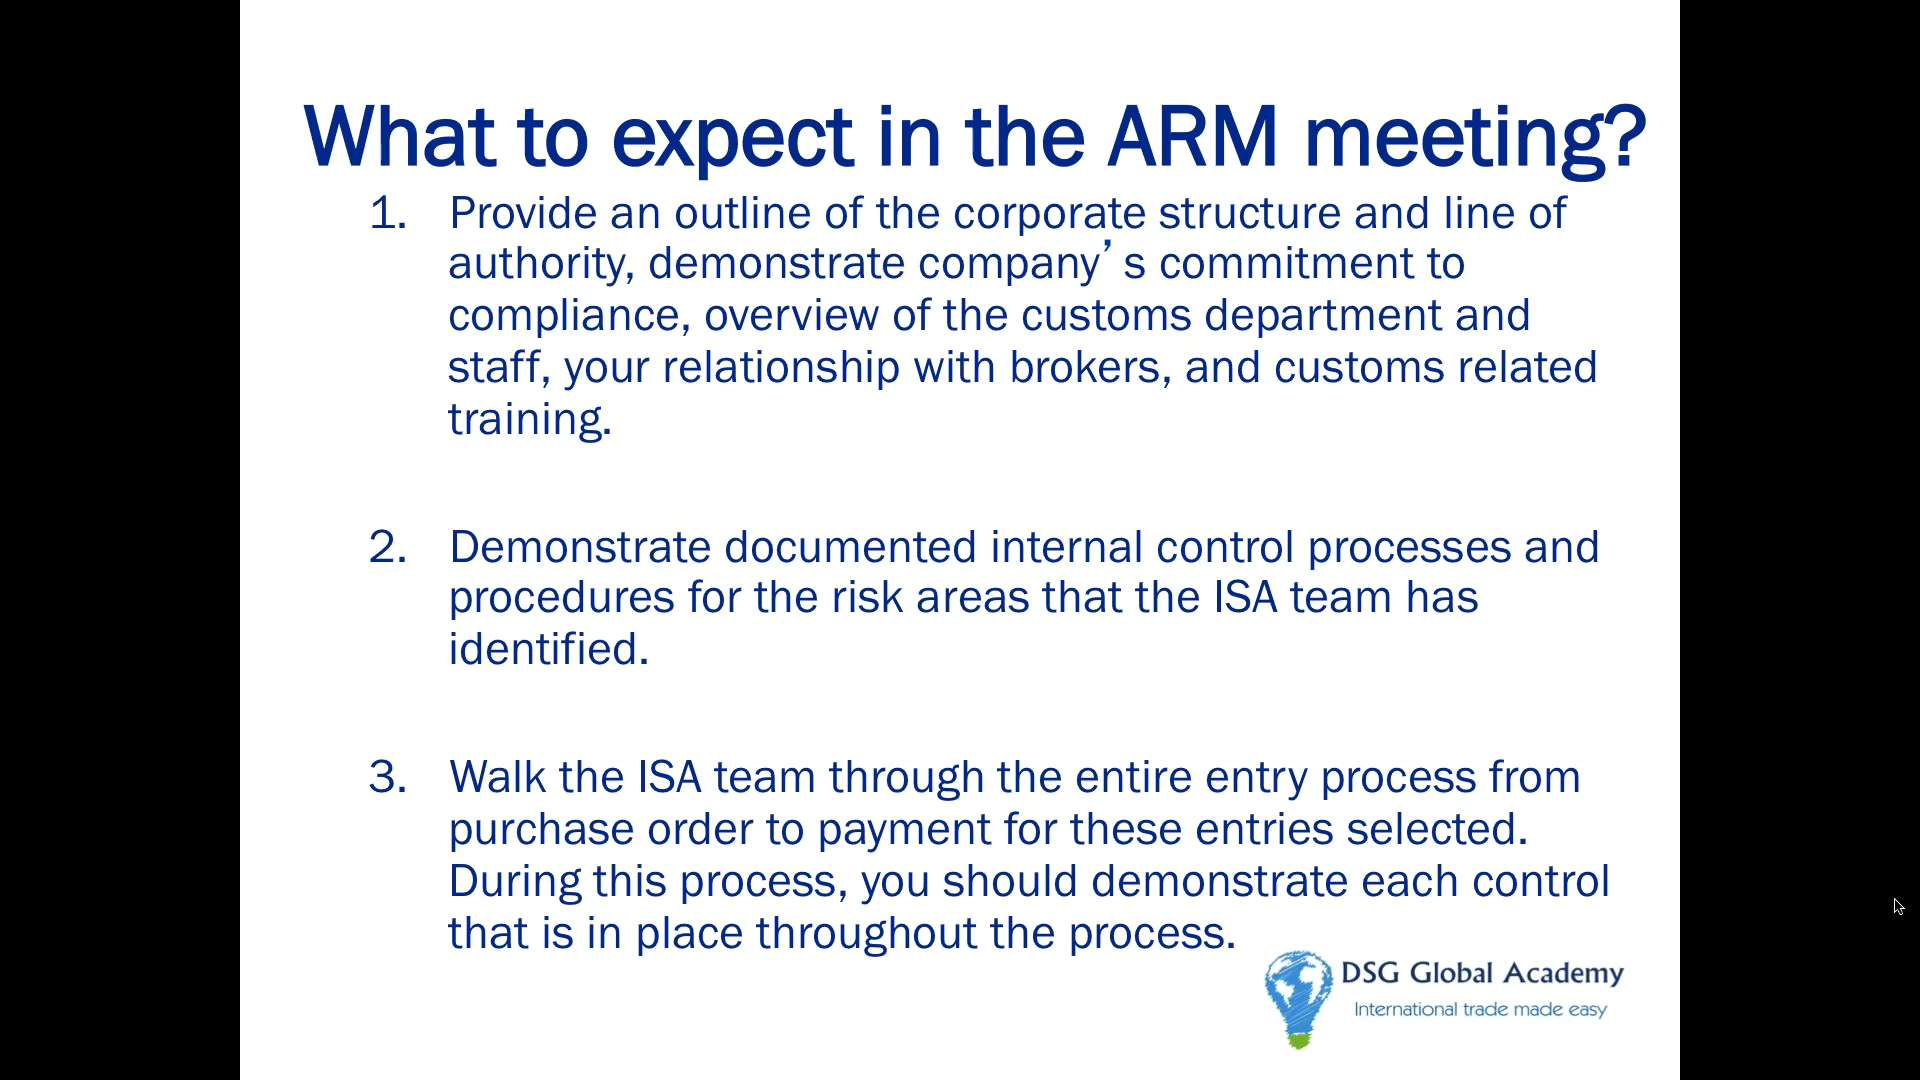 What to expect in the ARM meeting?
1. Provide an outline of the corporate structure and line of
authority, demonstrate company’ s commitment to
compliance, overview of the customs department and
staff, your relationship with brokers, and customs related
training.
2. Demonstrate documented internal control processes and
procedures for the risk areas that the ISA team has
identified.
3. Walk the ISA team through the entire entry process from
purchase order to payment for these entries selected.
During this process, you should demonstrate each control
that is in place throughout the process.
DSG Global Academy
International trade made easy